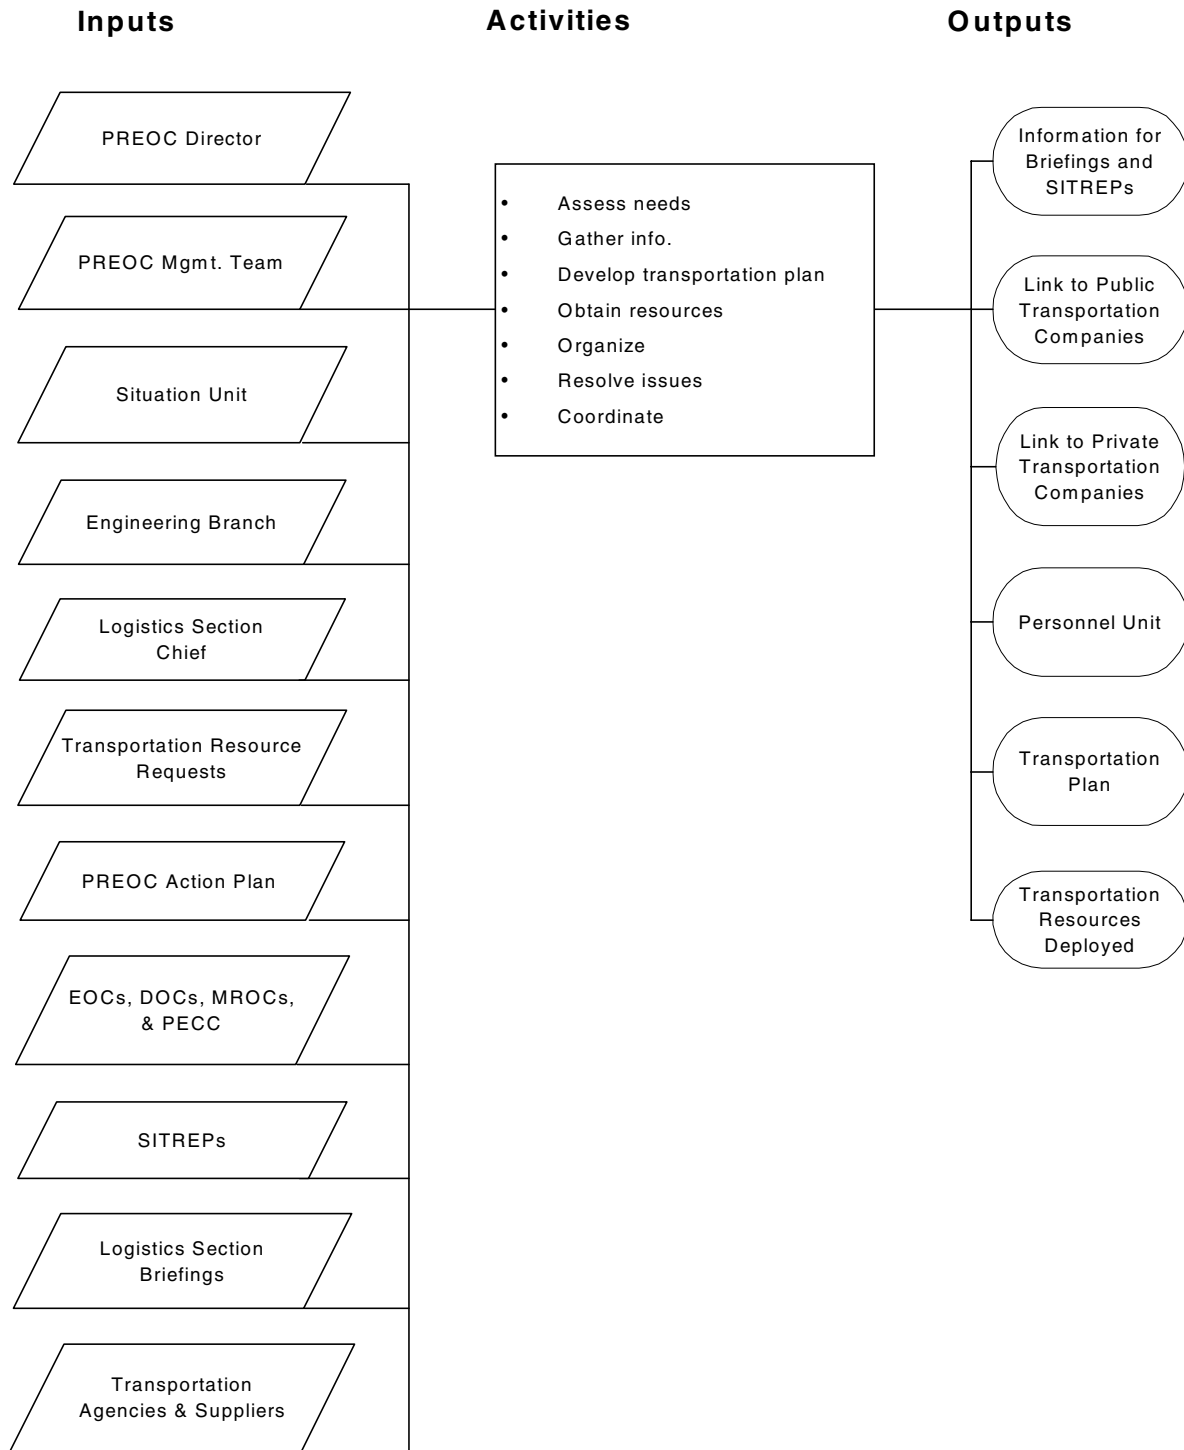 Inputs
Activities
Outputs
PREOC Director
PREOC Mgmt. Team
Situation Unit
Engineering Branch
Logistics Section
Chief
Transportation Resource
Requests
PREOC Action Plan
EOCs, DOCs, MROCs,
& PECC
SITREPs
Logistics Section
Briefings
Transportation
Agencies & Suppliers
• Assess needs
• Gather info.
• Develop transportation plan
• Obtain resources
• Organize
• Resolve issues
• Coordinate
Information for
Briefings and
SITREPs
Link to Public
Transportation
Companies
Link to Private
Transportation
Companies
Personnel Unit
Transportation
Plan
Transportation
Resources
Deployed